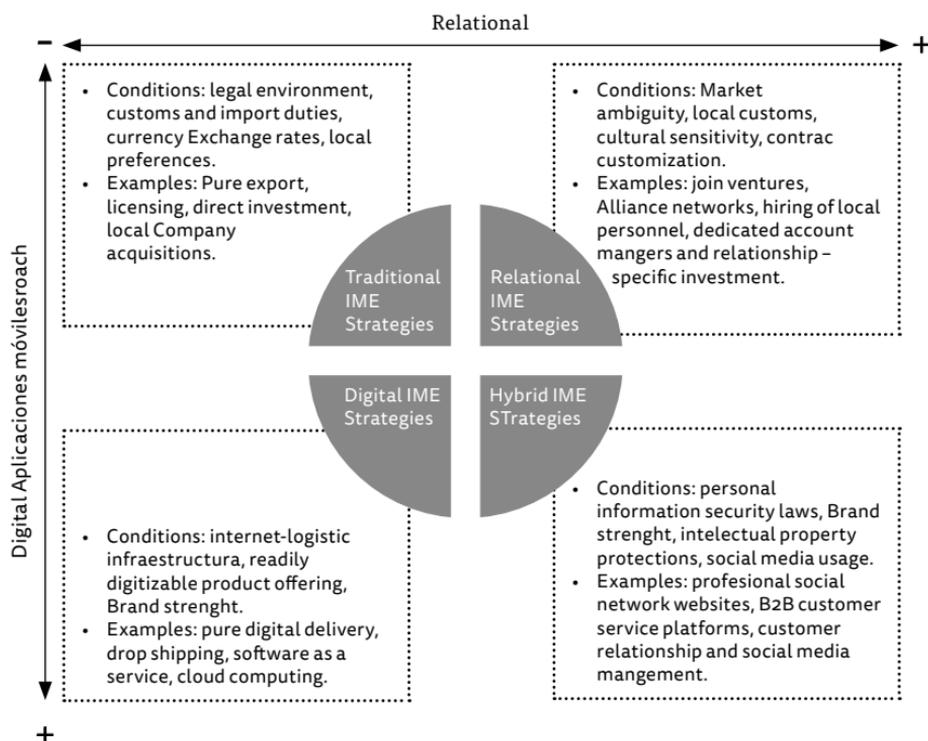 Relational
-
+
• Conditions: legal environment,
customs and import duties,
currency Exchange rates, local
preferences.
• Examples: Pure export,
licensing, direct investment,
local Company
acquisitions.
• Conditions: Market
ambiguity, local customs,
cultural sensitivity, contrac
customization.
• Examples: join ventures,
Alliance networks, hiring of local
personnel, dedicated account
mangers and relationship –
specific investment.
Traditional
IME
Strategies
Relational
IME
Strategies
Digital Aplicaciones móvilesroach
Digital IME
Strategies
Hybrid IME
STrategies
• Conditions: internet-logistic
infraestructura, readily
digitizable product offering,
Brand strenght.
• Examples: pure digital delivery,
drop shipping, software as a
service, cloud computing.
• Conditions: personal
information security laws, Brand
strenght, intelectual property
protections, social media usage.
• Examples: profesional social
network websites, B2B customer
service platforms, customer
relationship and social media
mangement.
+